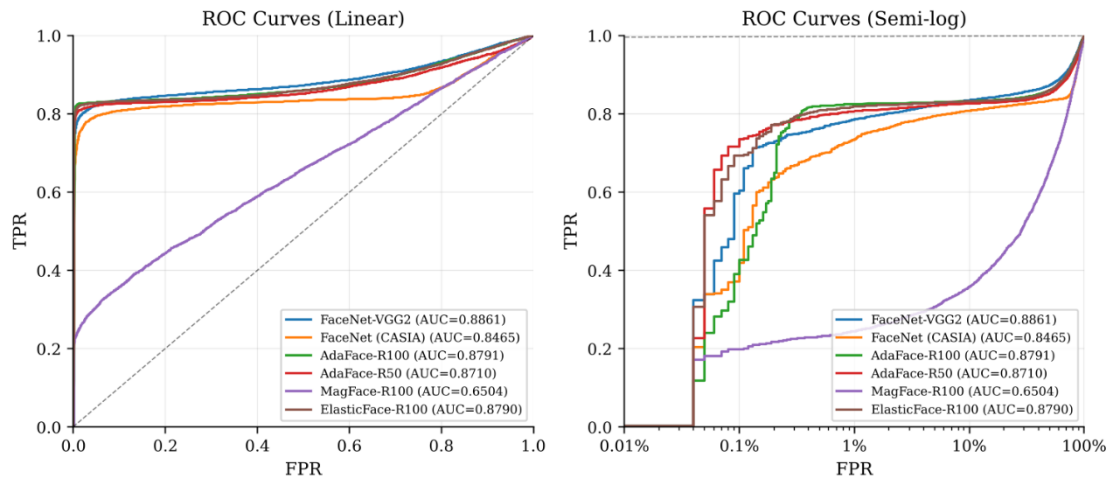 ROC Curves (Linear)
1.0
0.8
0.6
0.4
0.2
0.0
TPR
0.0 0.2 0.4 0.6 0.8 1.0
FPR
FaceNet-VGG2 (AUC=0.8861)
FaceNet (CASIA) (AUC=0.8465)
AdaFace-R100 (AUC=0.8791)
AdaFace-R50 (AUC=0.8710)
MagFace-R100 (AUC=0.6504)
ElasticFace-R100 (AUC=0.8790)
ROC Curves (Semi-log)
1.0
0.8
0.6
0.4
0.2
0.0
TPR
0.01% 0.1% 1% 10% 100%
FPR
FaceNet-VGG2 (AUC=0.8861)
FaceNet (CASIA) (AUC=0.8465)
AdaFace-R100 (AUC=0.8791)
AdaFace-R50 (AUC=0.8710)
MagFace-R100 (AUC=0.6504)
ElasticFace-R100 (AUC=0.8790)